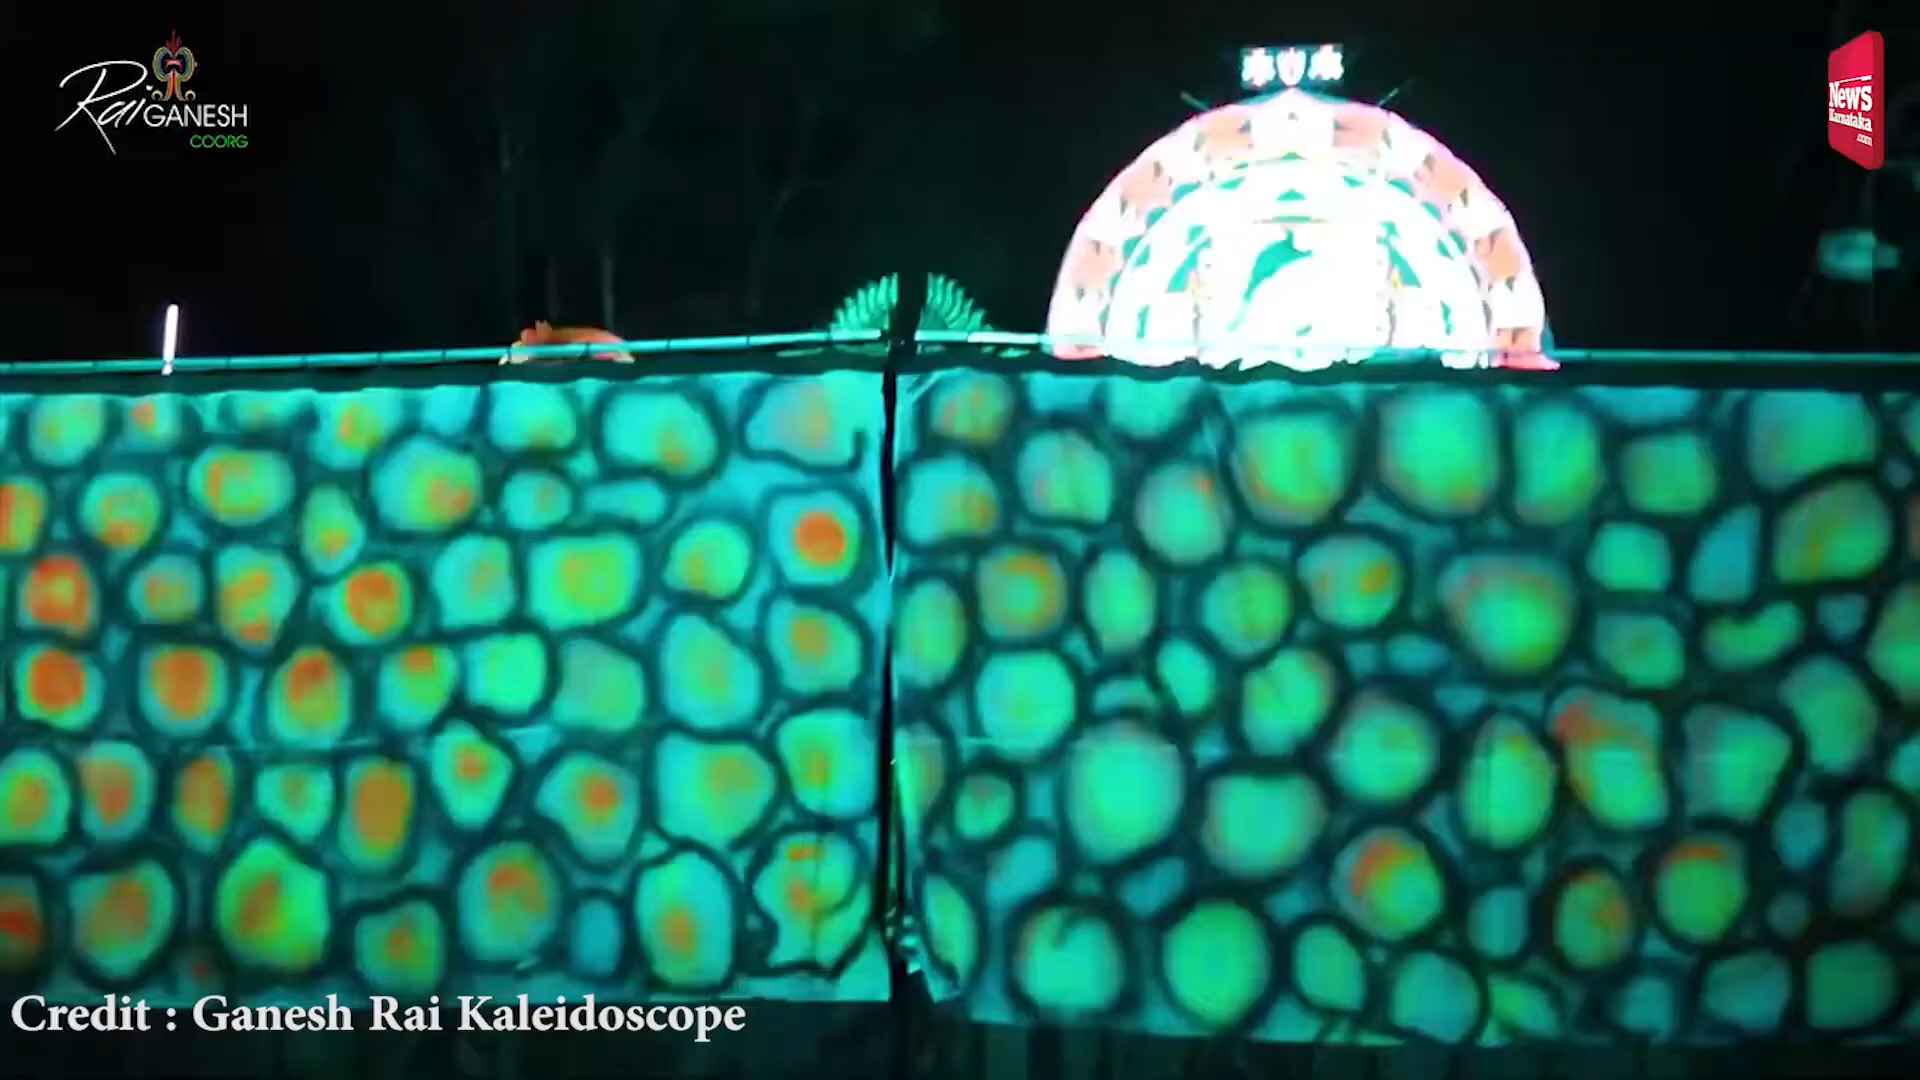 Rai GANESH
COORG
News
Karnataka
.com
Credit : Ganesh Rai Kaleidoscope